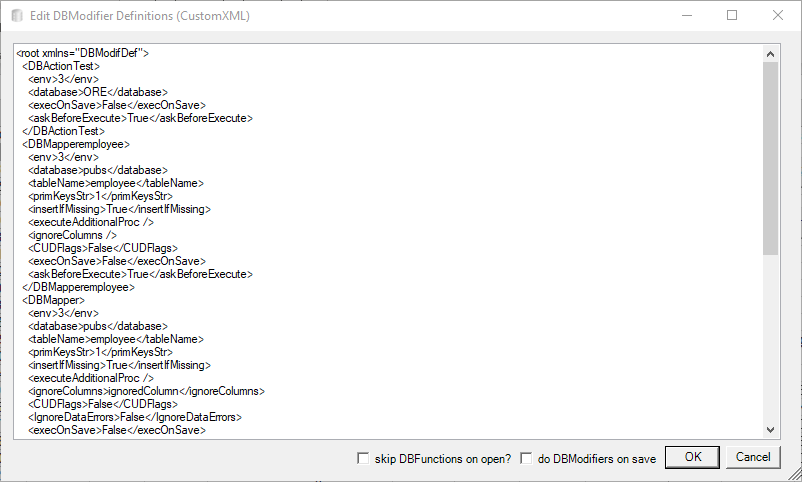 Edit DBModifier Definitions (CustomXML)
<root xmlns="DBModifDef">
<DBActionTest>
<env>3</env>
<database>ORE</database>
<execOnSave>False</execOnSave>
<askBeforeExecute>True</askBeforeExecute>
</DBActionTest>
<DBMapperemployee>
<env>3</env>
<database>pubs</database>
<tableName>employee</tableName>
<primKeysStr>1</primKeysStr>
<insertIfMissing>True</insertIfMissing>
<executeAdditionalProc />
<ignoreColumns />
<CUDFlags>False</CUDFlags>
<execOnSave>False</execOnSave>
<askBeforeExecute>True</askBeforeExecute>
</DBMapperemployee>
<DBMapper>
<env>3</env>
<database>pubs</database>
<tableName>employee</tableName>
<primKeysStr>1</primKeysStr>
<insertIfMissing>True</insertIfMissing>
<executeAdditionalProc />
<ignoreColumns>ignoredColumn</ignoreColumns>
<CUDFlags>False</CUDFlags>
<IgnoreDataErrors>False</IgnoreDataErrors>
<execOnSave>False</execOnSave>
skip DBFunctions on open? do DBModifiers on save OK Cancel